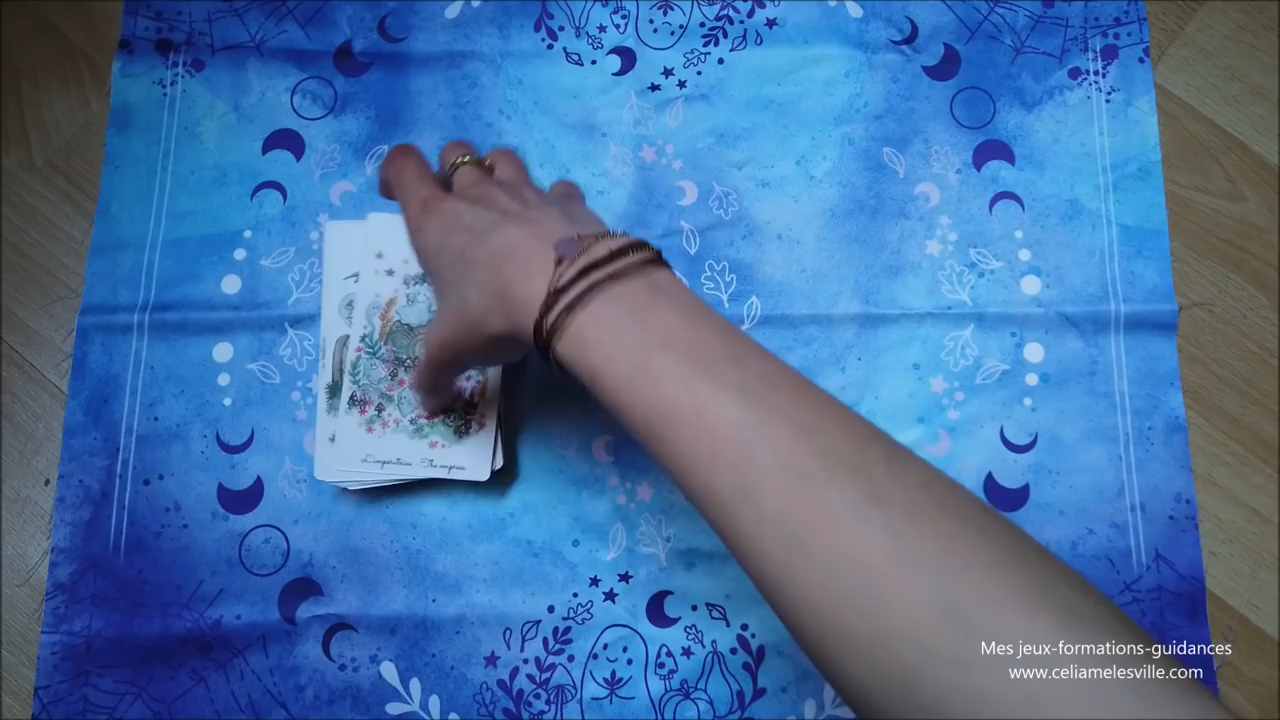 L'impératrice - The empress
Mes jeux-formations-guidances
www.celiamelesville.com